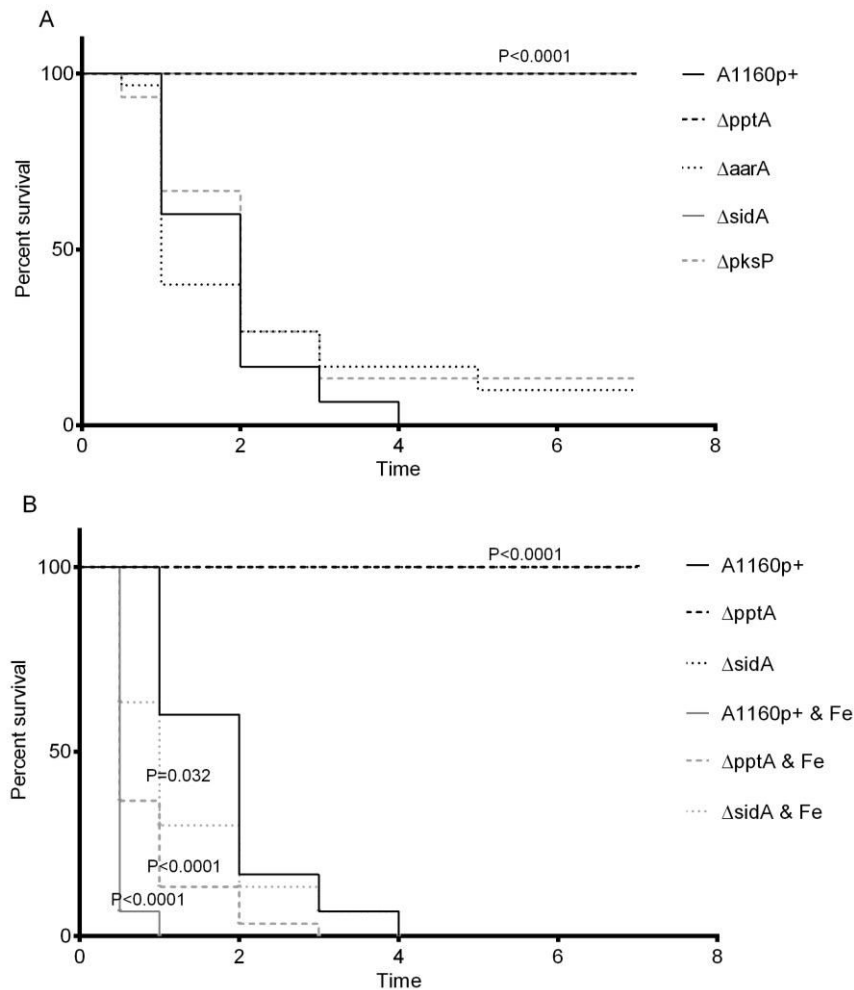 A
P<0.0001
100
50
0
Percent survival
0 2 4 6 8
Time
A1160p+
ΔpptA
ΔaarA
ΔsidA
ΔpksP
B
P<0.0001
100
50
0
Percent survival
P=0.032
P<0.0001
P<0.0001
0 2 4 6 8
Time
A1160p+
ΔpptA
ΔsidA
A1160p+ & Fe
ΔpptA & Fe
ΔsidA & Fe